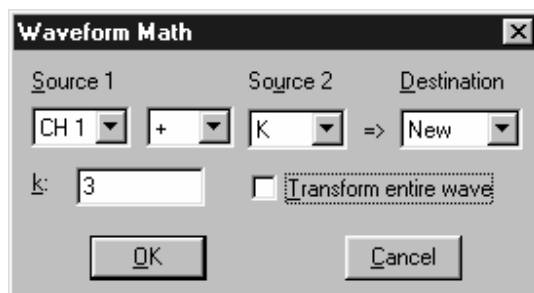 Waveform Math
Source 1 Source 2 Destination
CH 1 + K => New
k: 3 Transform entire wave
OK Cancel